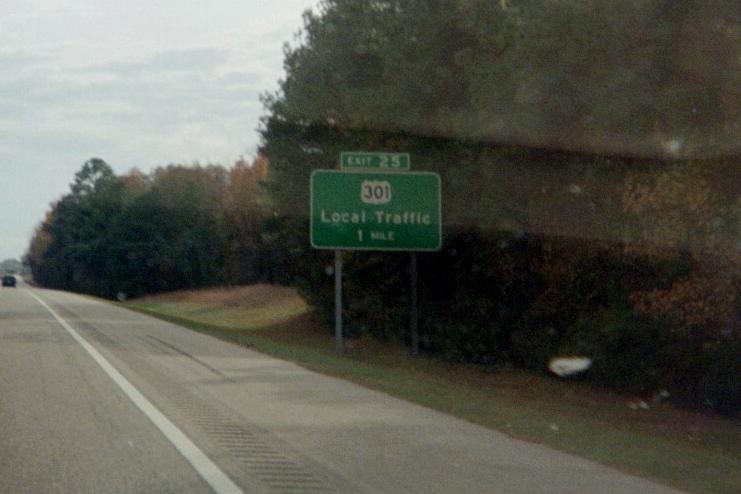 EXIT 25
301
Local Traffic
1 MILE